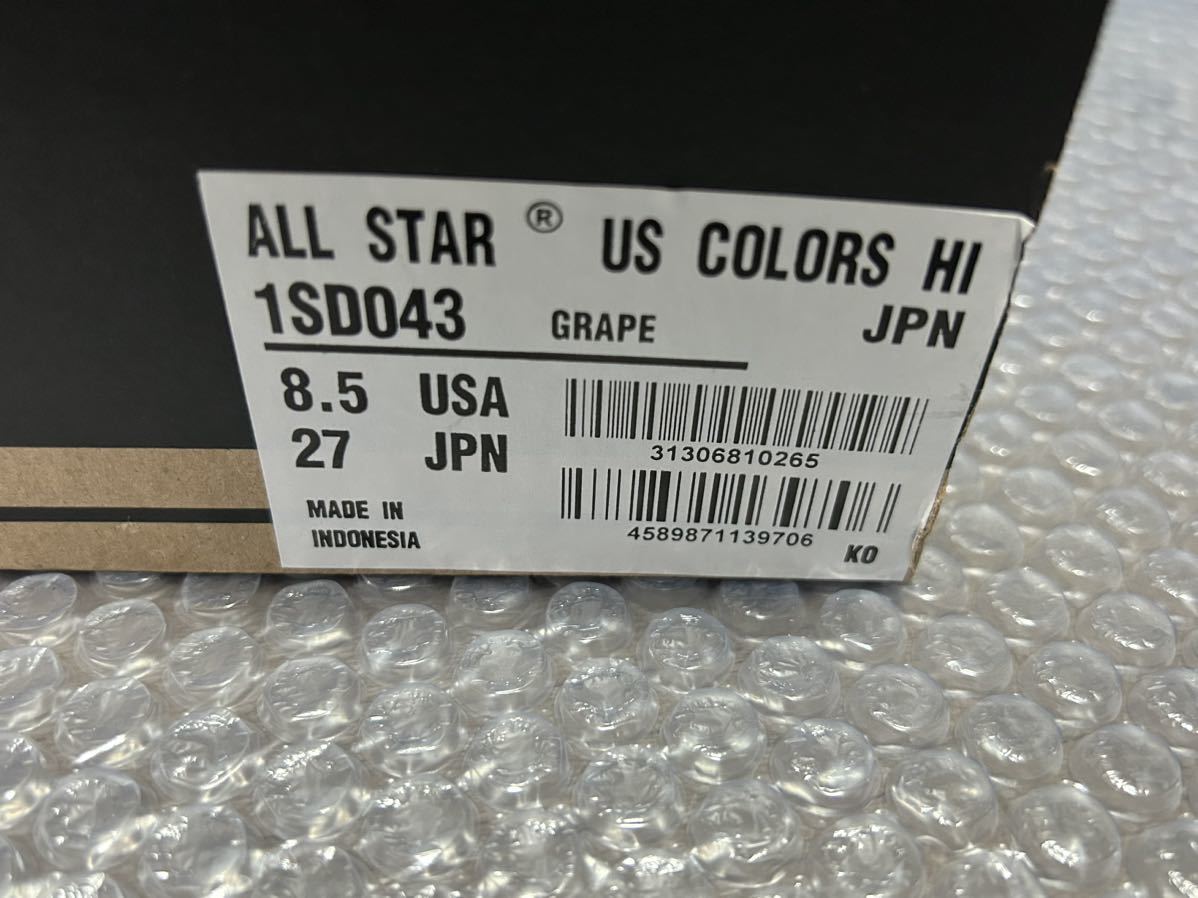 ALL STAR ® US COLORS HI
1SD043 GRAPE JPN
8.5 USA
27 JPN
31306810265
MADE IN
INDONESIA
4589871139706
KO